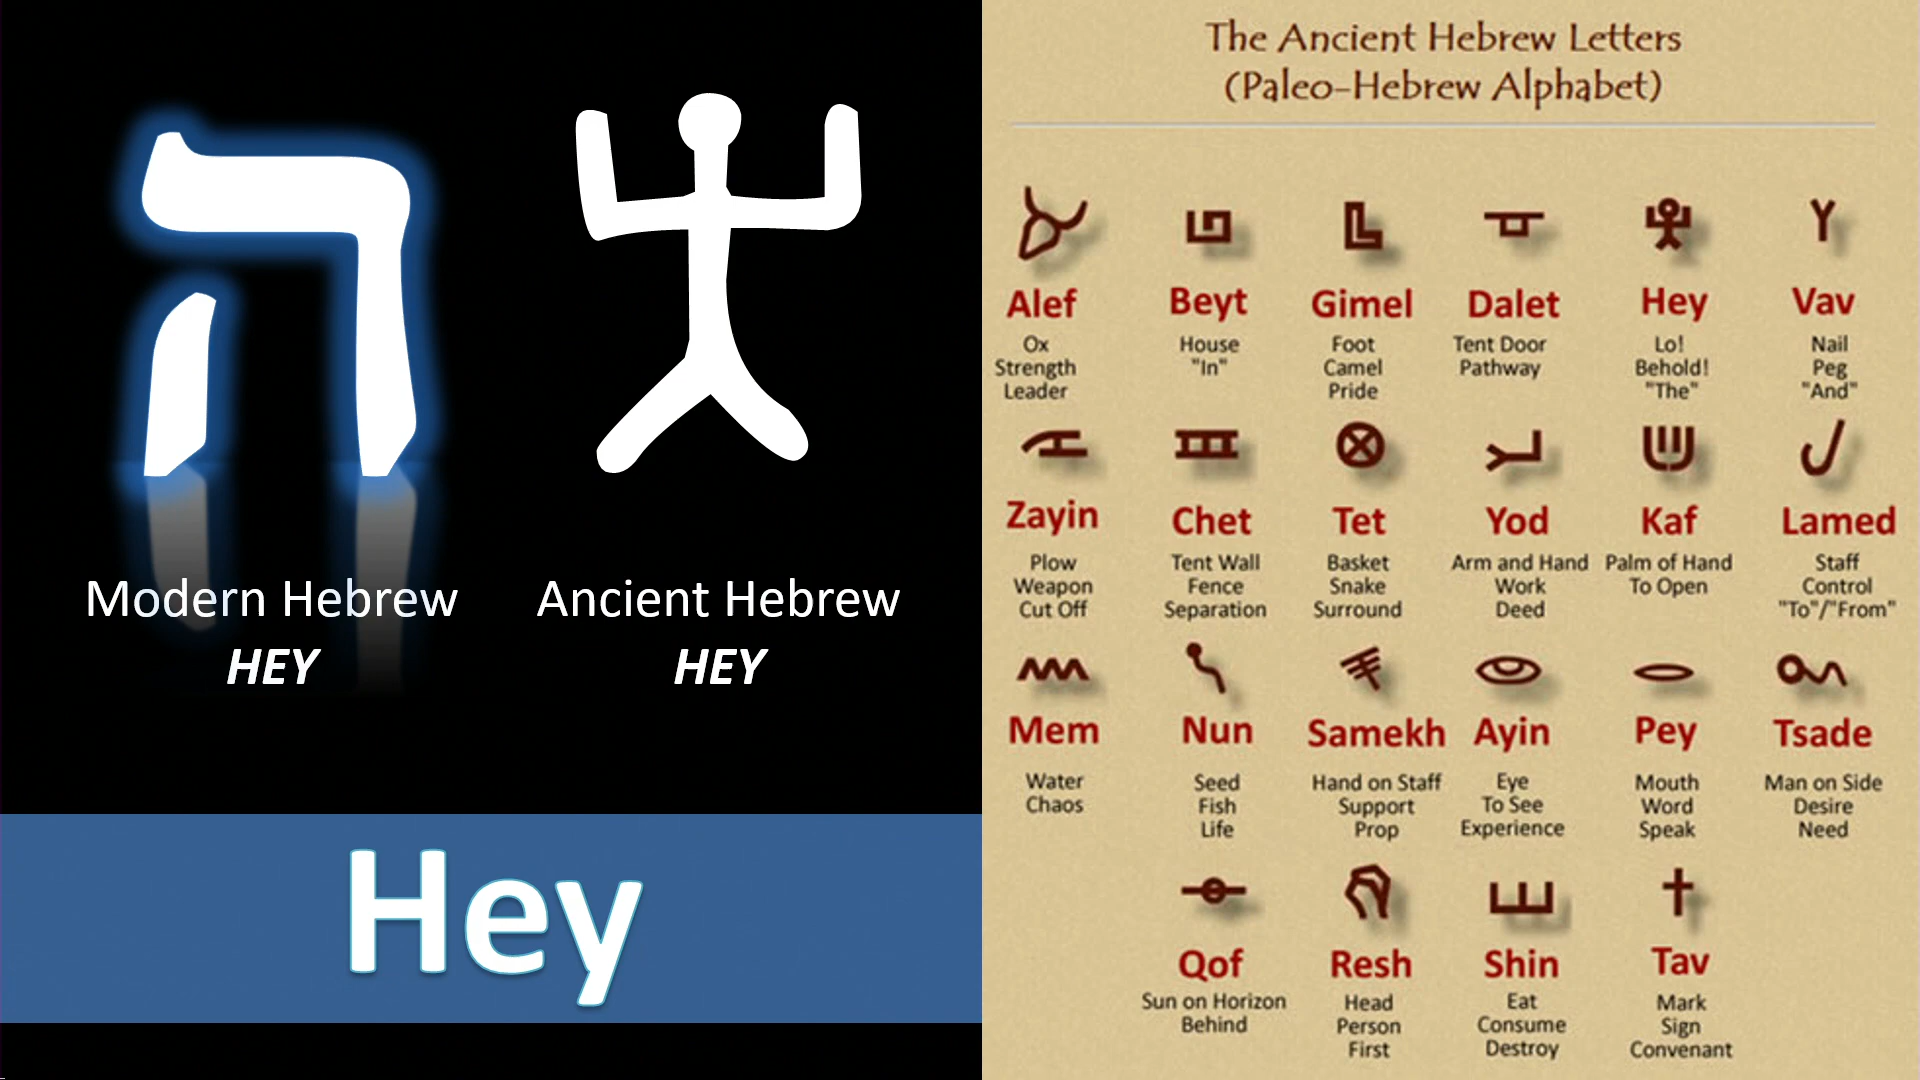 ה
Modern Hebrew
HEY
Ancient Hebrew
HEY
Hey
The Ancient Hebrew Letters
(Paleo-Hebrew Alphabet)
Alef
Ox
Strength
Leader
Beyt
House
"In"
Gimel
Foot
Camel
Pride
Dalet
Tent Door
Pathway
Hey
Lo!
Behold!
"The"
Vav
Nail
Peg
"And"
Zayin
Plow
Weapon
Cut Off
Chet
Tent Wall
Fence
Separation
Tet
Basket
Snake
Surround
Yod
Arm and Hand
Work
Deed
Kaf
Palm of Hand
To Open
Lamed
Staff
Control
"To"/"From"
Mem
Water
Chaos
Nun
Seed
Fish
Life
Samekh
Hand on Staff
Support
Prop
Ayin
Eye
To See
Experience
Pey
Mouth
Word
Speak
Tsade
Man on Side
Desire
Need
Qof
Sun on Horizon
Behind
Resh
Head
Person
First
Shin
Eat
Consume
Destroy
Tav
Mark
Sign
Convenant